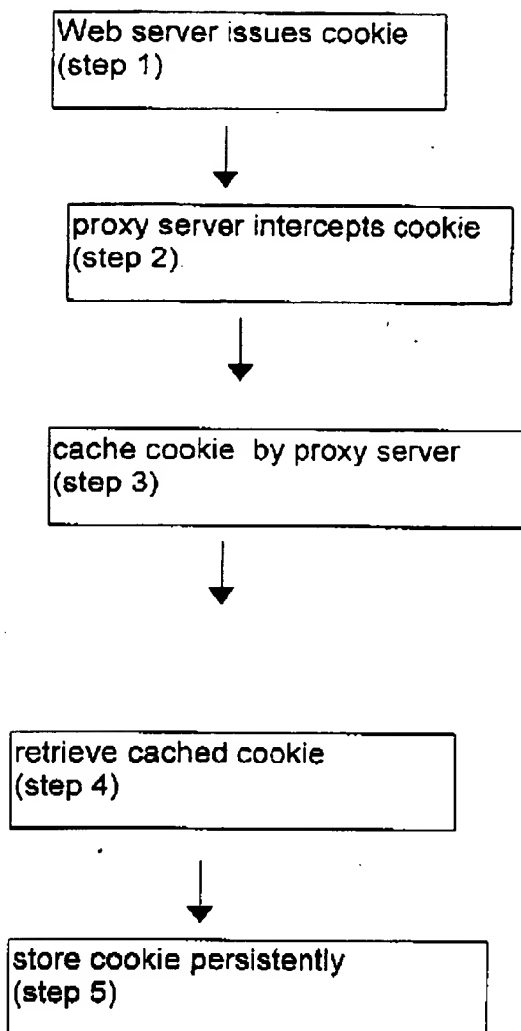 Web server issues cookie
(step 1)
proxy server intercepts cookie
(step 2).
cache cookie by proxy server
(step 3)
retrieve cached cookie
(step 4)
store cookie persistently
(step 5)